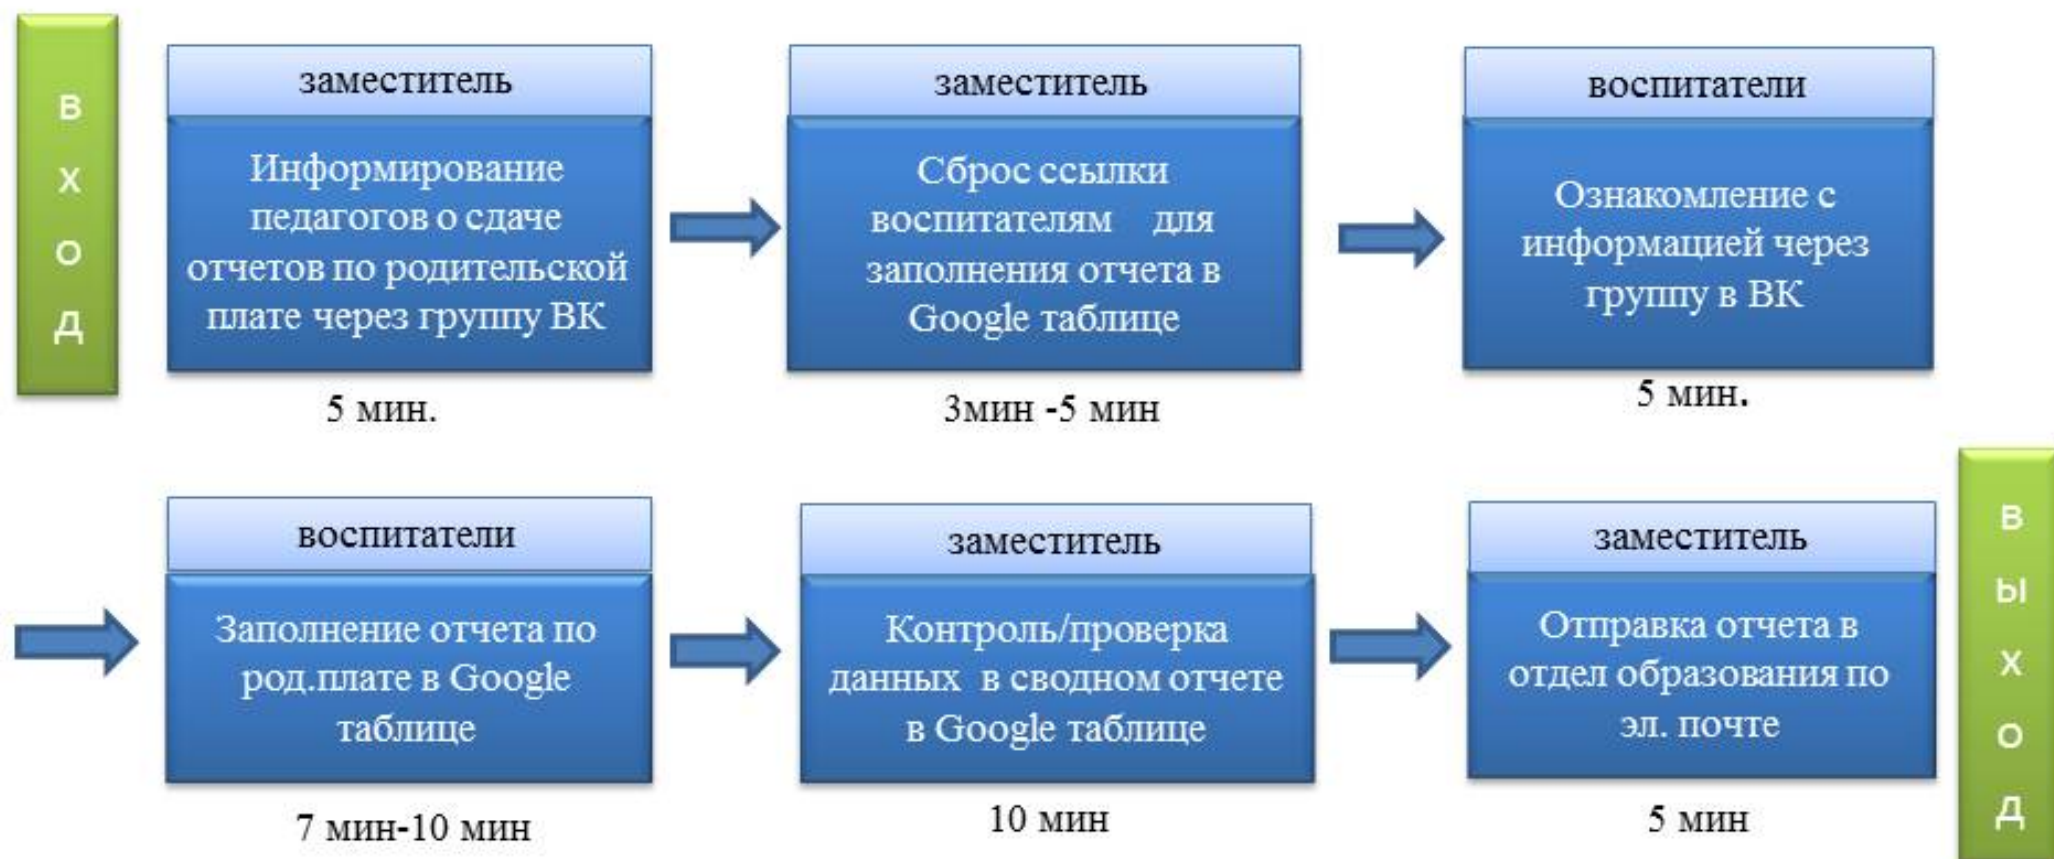 В
Х
О
Д
заместитель
Информирование
педагогов о сдаче
отчетов по родительской
плате через группу ВК
5 мин.
заместитель
Сброс ссылки
воспитателям для
заполнения отчета в
Google таблице
3мин -5 мин
воспитатели
Ознакомление с
информацией через
группу в ВК
5 мин.
воспитатели
Заполнение отчета по
род.плате в Google
таблице
7 мин-10 мин
заместитель
Контроль/проверка
данных в сводном отчете
в Google таблице
10 мин
заместитель
Отправка отчета в
отдел образования по
эл. почте
5 мин
В
Ы
Х
О
Д